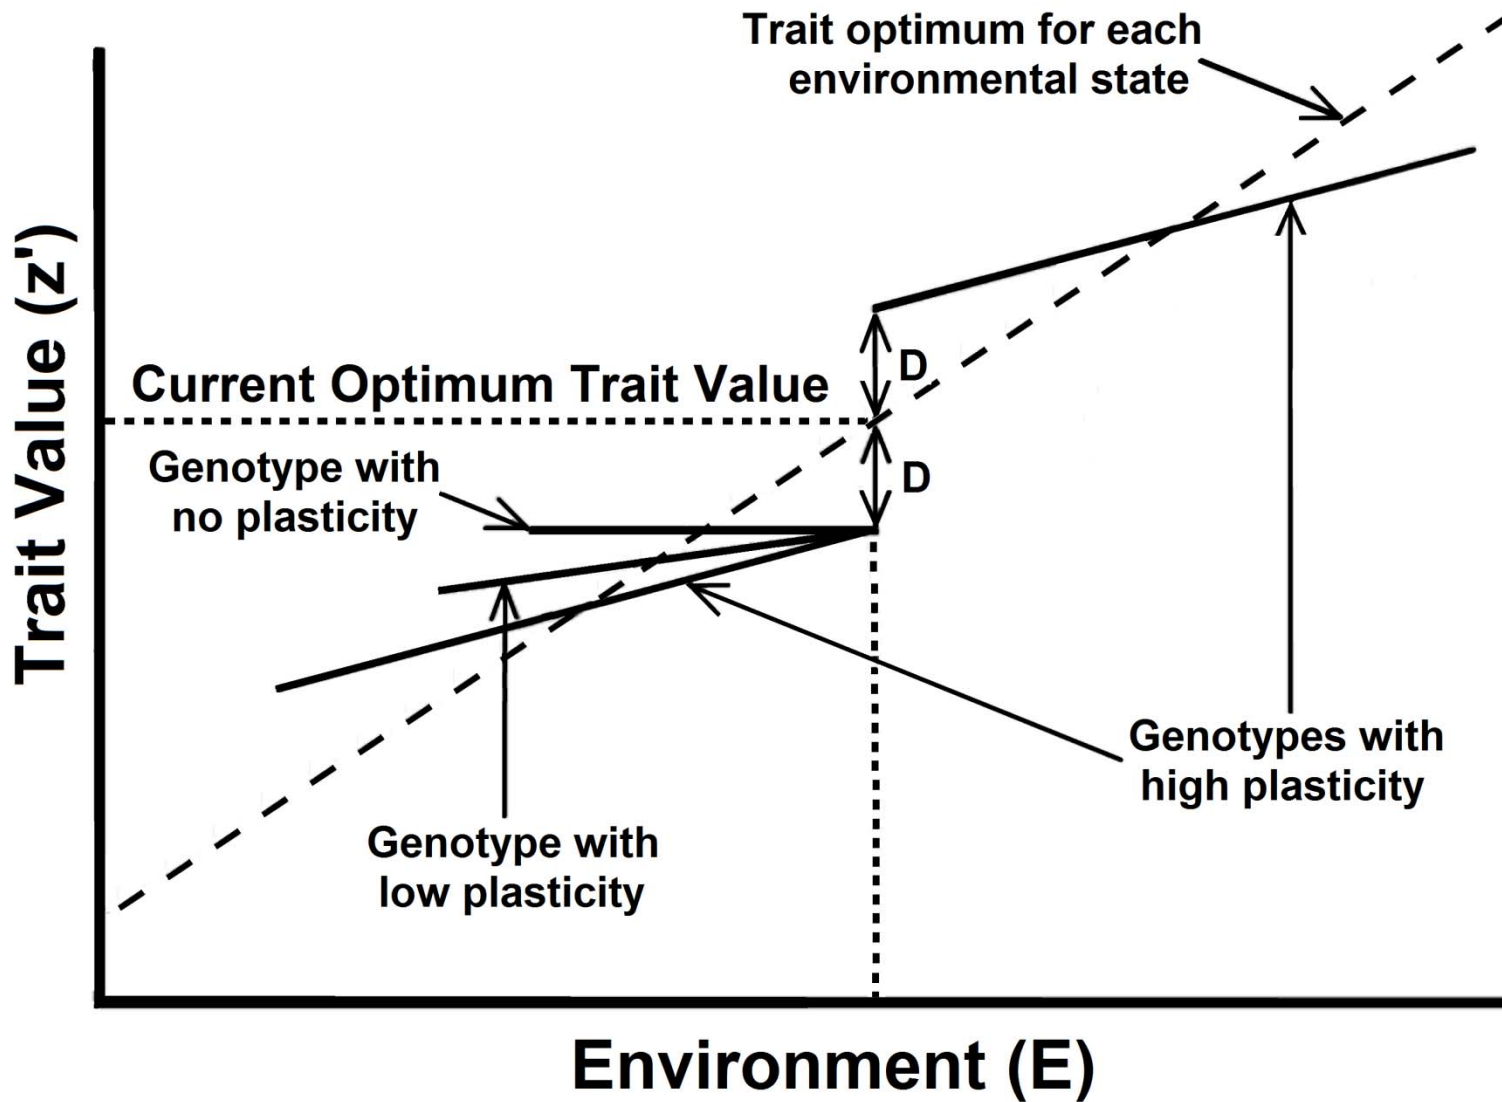 Trait optimum for each
environmental state
Trait Value (z')
D
Current Optimum Trait Value
Genotype with
no plasticity
D
Genotypes with
high plasticity
Genotype with
low plasticity
Environment (E)